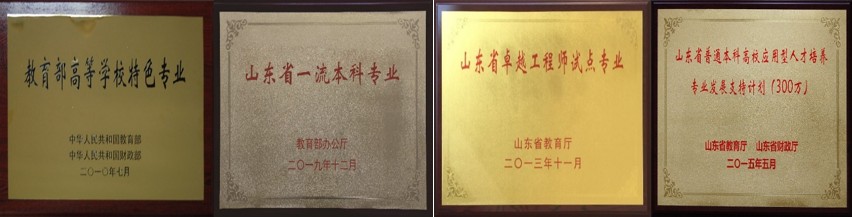 教育部高等学校特色专业
中华人民共和国教育部
中华人民共和国财政部
二〇一〇年七月
山东省一流本科专业
教育部办公厅
二〇一九年十二月
山东省卓越工程师试点专业
山东省教育厅
二〇一三年十一月
山东省普通本科高校应用型人才培养
专业发展支持计划（300万）
山东省教育厅 山东省财政厅
二〇一五年五月